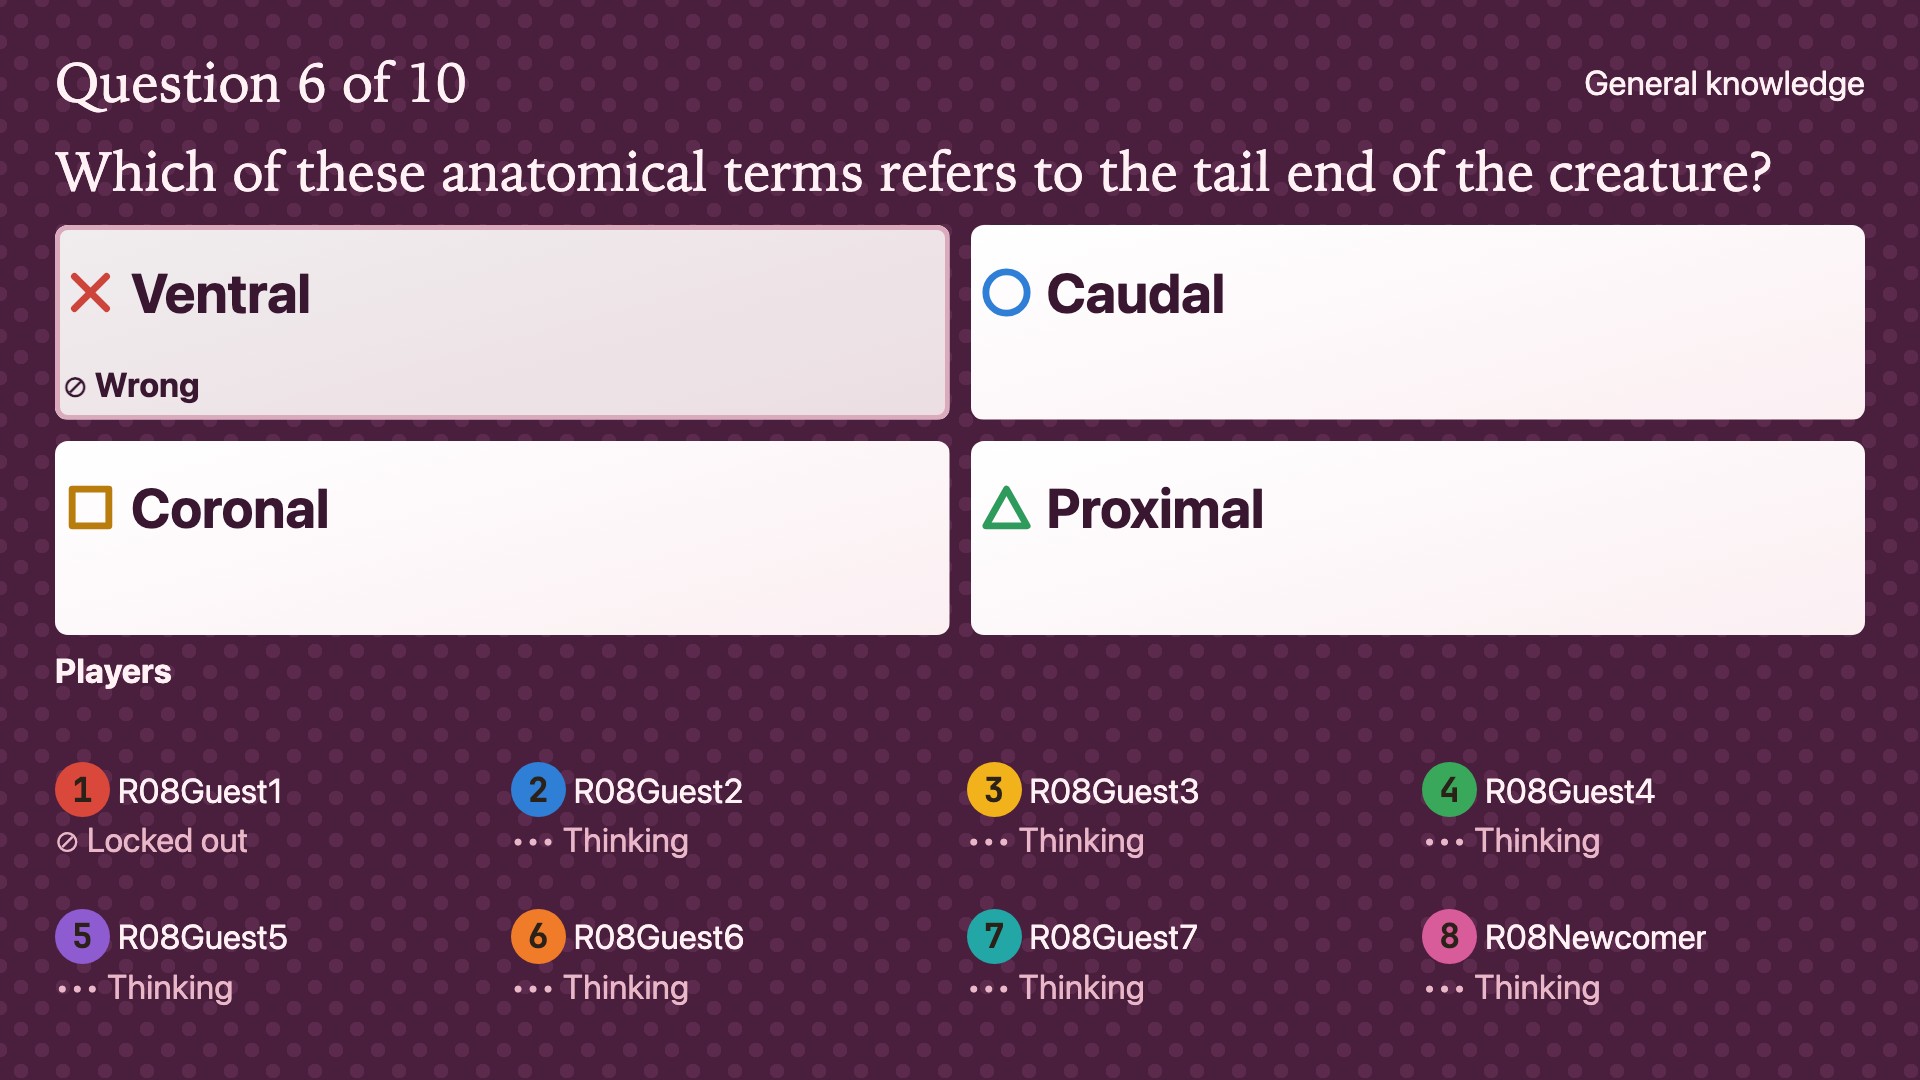 Question 6 of 10
General knowledge
Which of these anatomical terms refers to the tail end of the creature?
Ventral
Wrong
Caudal
Coronal
Proximal
Players
1 R08Guest1
Locked out
2 R08Guest2
Thinking
3 R08Guest3
Thinking
4 R08Guest4
Thinking
5 R08Guest5
Thinking
6 R08Guest6
Thinking
7 R08Guest7
Thinking
8 R08Newcomer
Thinking